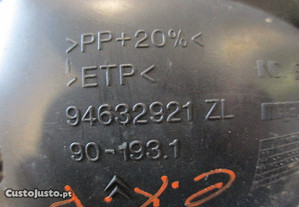 >PP+20%<
>ETP<
94632921 ZL
90-193.1
CustoJusto.pt